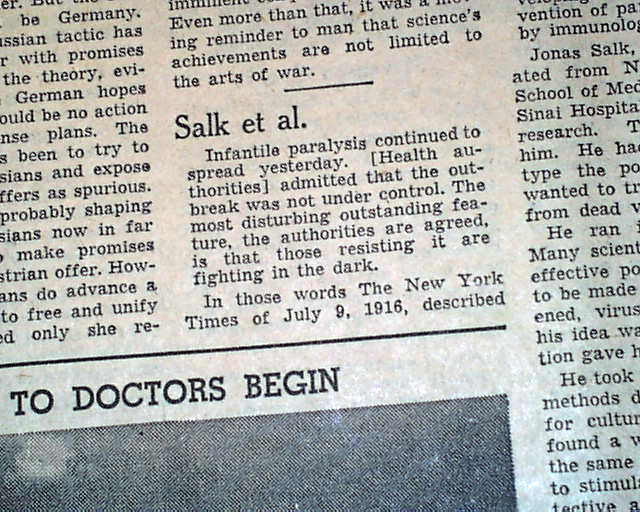 be Germany.
ussian tactic has
r with promises
the theory, evi-
German hopes
ould be no action
nse plans. The
s been to try to
sians and expose
ffers as spurious.
probably shaping
sians now in far
make promises
strian offer. How-
ans do advance a
to free and unify
ed only she re-
Even more than that, it was a
ing reminder to man that science's
achievements are not limited to
the arts of war.
Salk et al.
Infantile paralysis continued to
spread yesterday. [Health au-
thorities] admitted that the out-
break was not under control. The
most disturbing outstanding fea-
ture, the authorities are agreed,
is that those resisting it are
fighting in the dark.
In those words The New York
Times of July 9, 1916, described
TO DOCTORS BEGIN
vention of pa
by immunolo
Jonas Salk,
ated from N
School of Med
Sinai Hospita
research. T
him. He had
type the po
wanted to tr
from dead v
He ran i
Many scien
effective po
to be made
ened, virus
his idea wa
tion gave h
He took
methods d
for cultur
found a w
the same
to stimula
tective a